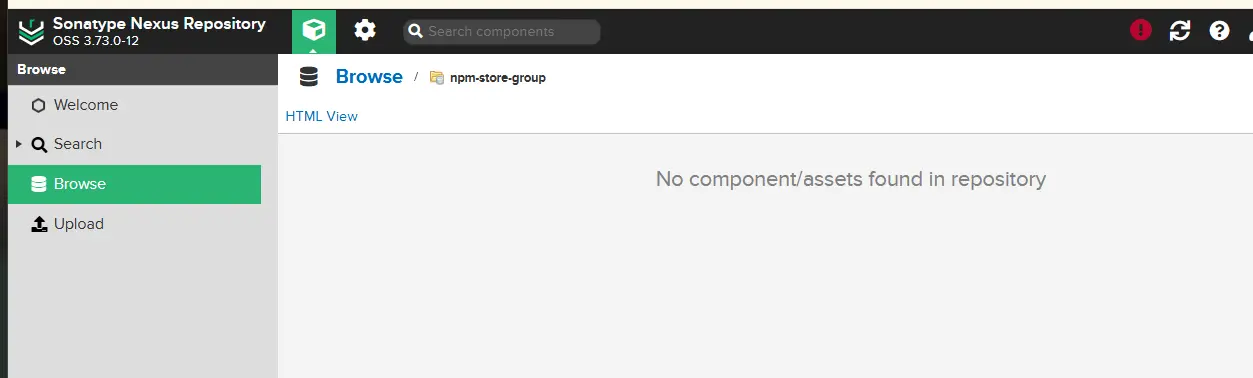 Sonatype Nexus Repository
OSS 3.73.0-12
Search components
Browse
Welcome
Search
Browse
Upload
Browse / npm-store-group
HTML View
No component/assets found in repository